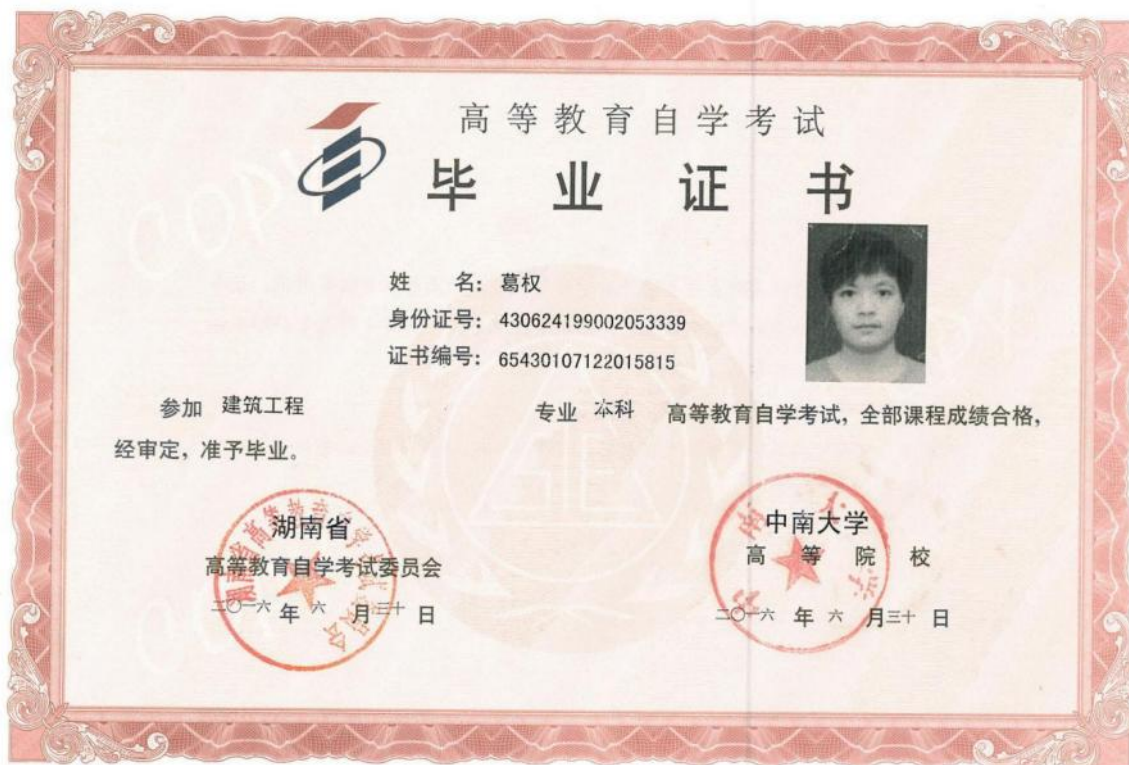 高等教育自学考试
毕业证书
姓 名：葛权
身份证号：430624199002053339
证书编号：65430107122015815
参加 建筑工程 专业 本科 高等教育自学考试，全部课程成绩合格，
经审定，准予毕业。
湖南省
高等教育自学考试委员会
二〇一六年六月三十日
中南大学
高等院校
二〇一六年六月三十日
中南大学
COPY